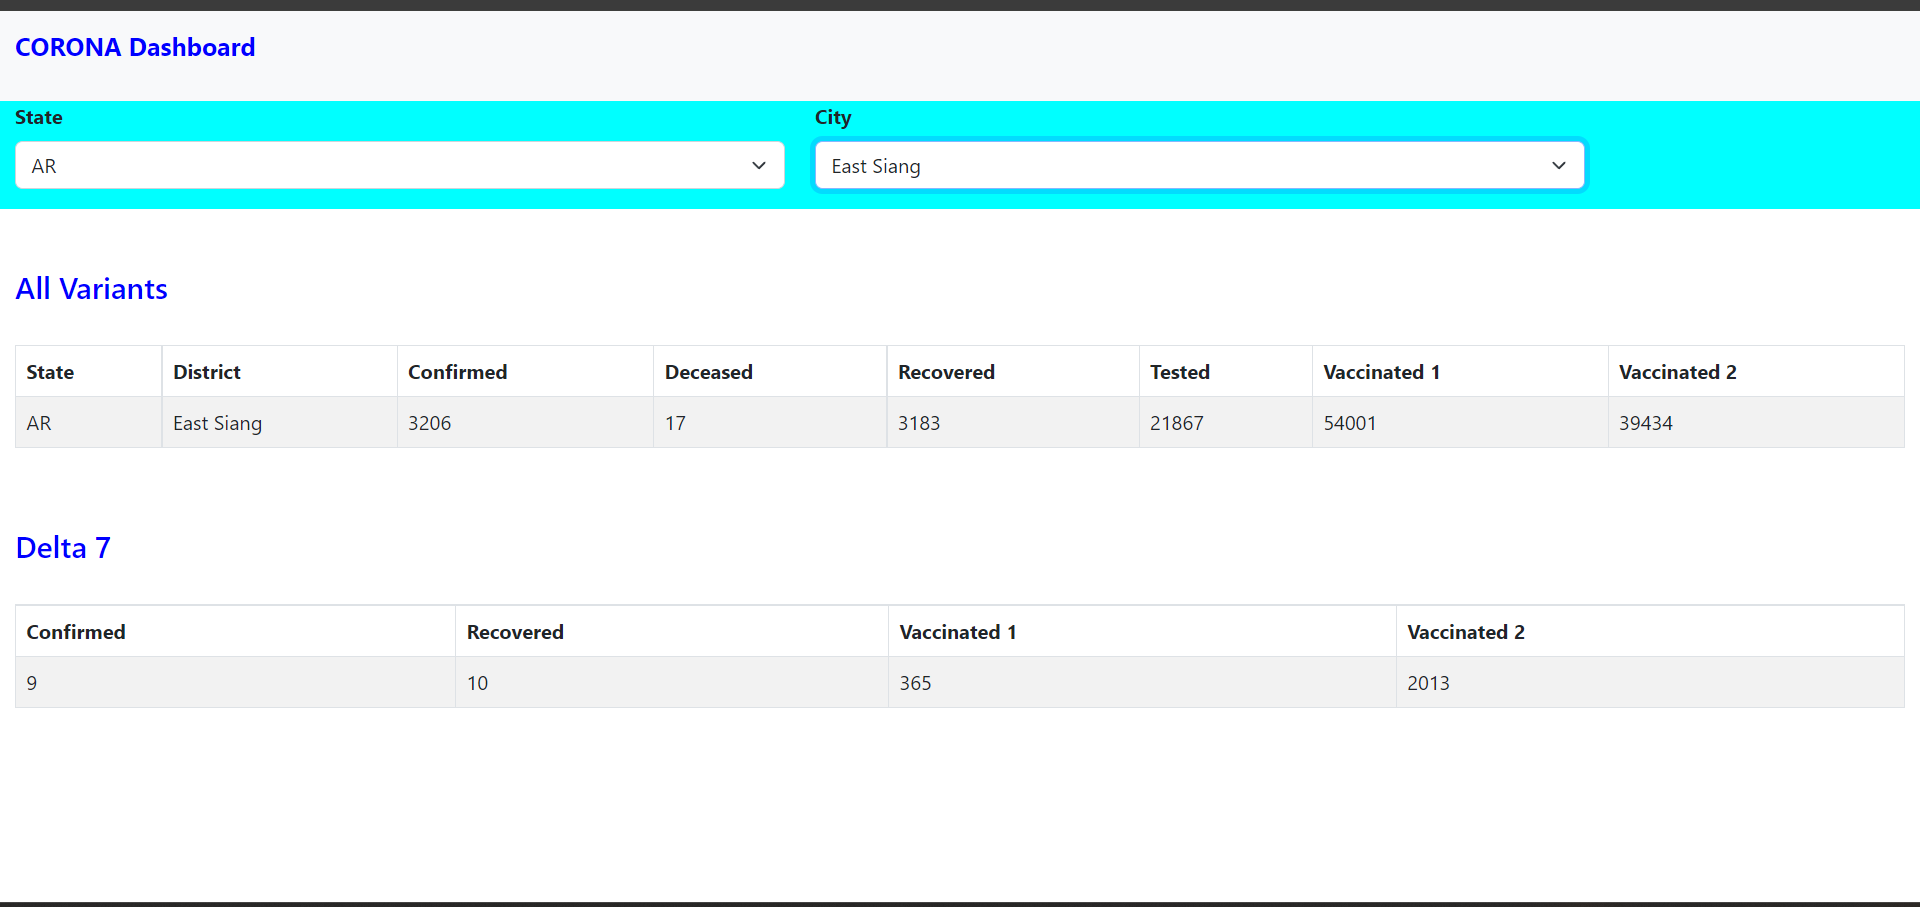 CORONA Dashboard
State City
AR East Siang
All Variants
State District Confirmed Deceased Recovered Tested Vaccinated 1 Vaccinated 2
AR East Siang 3206 17 3183 21867 54001 39434
Delta 7
Confirmed Recovered Vaccinated 1 Vaccinated 2
9 10 365 2013